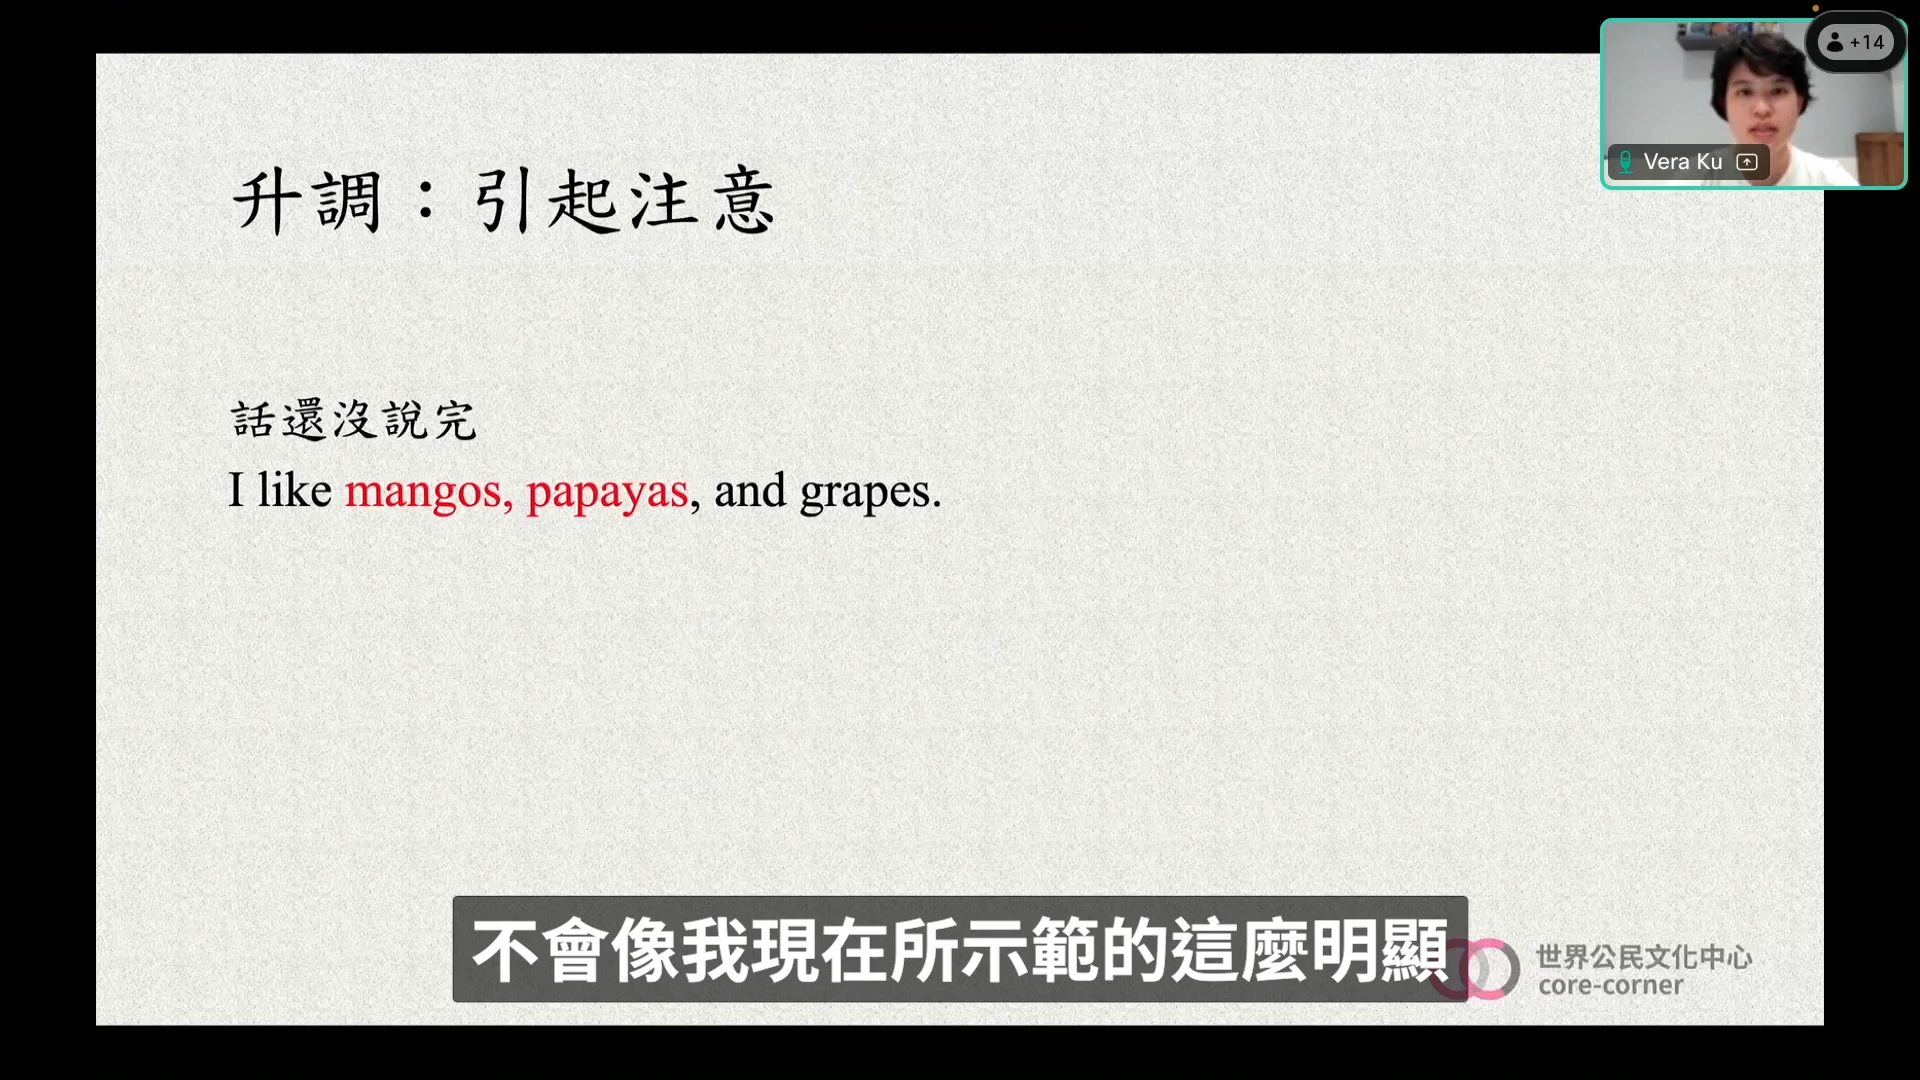 +14
Vera Ku
升調：引起注意
話還沒說完
I like mangos, papayas, and grapes.
不會像我現在所示範的這麼明顯
世界公民文化中心
core-corner